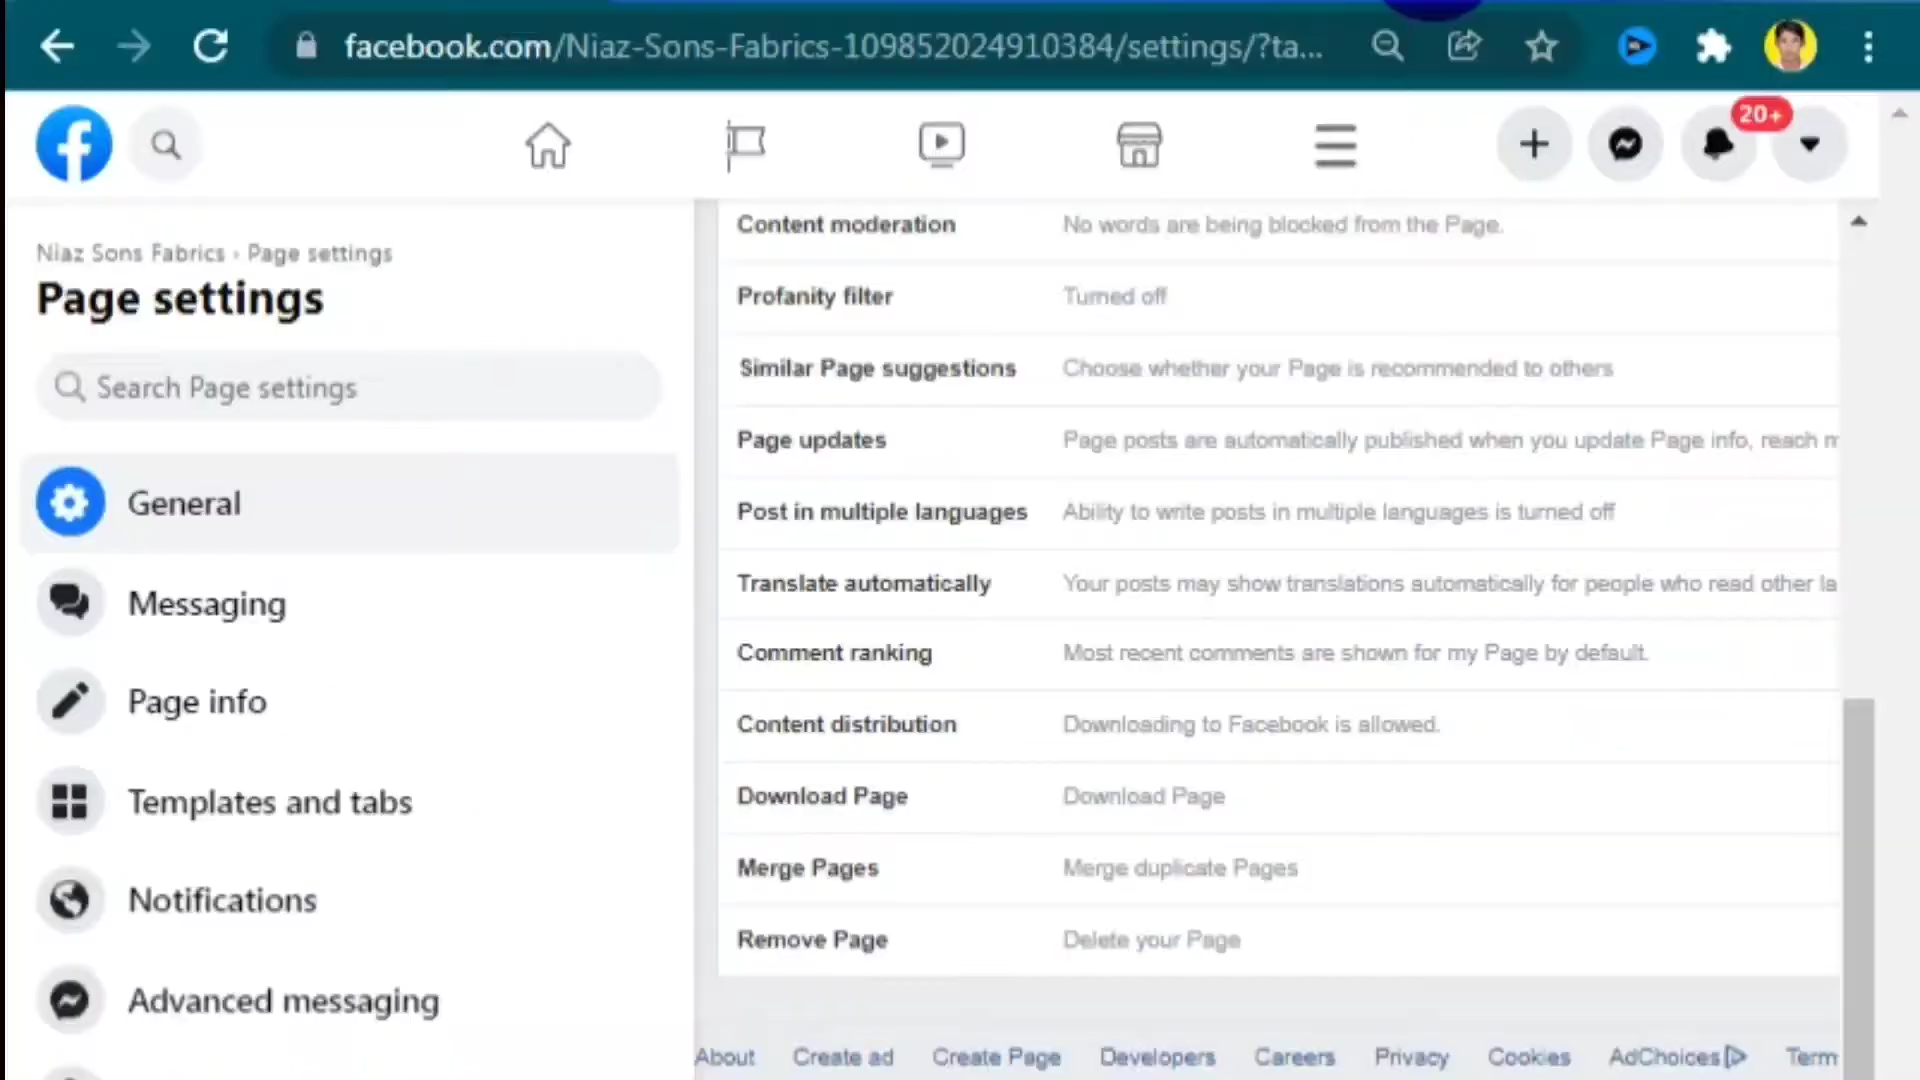 facebook.com/Niaz-Sons-Fabrics-109852024910384/settings/?ta...
20+
Niaz Sons Fabrics › Page settings
Page settings
Search Page settings
General
Messaging
Page info
Templates and tabs
Notifications
Advanced messaging
Content moderation No words are being blocked from the Page.
Profanity filter Turned off
Similar Page suggestions Choose whether your Page is recommended to others
Page updates Page posts are automatically published when you update Page info, reach m
Post in multiple languages Ability to write posts in multiple languages is turned off
Translate automatically Your posts may show translations automatically for people who read other la
Comment ranking Most recent comments are shown for my Page by default.
Content distribution Downloading to Facebook is allowed.
Download Page Download Page
Merge Pages Merge duplicate Pages
Remove Page Delete your Page
About Create ad Create Page Developers Careers Privacy Cookies AdChoices Term